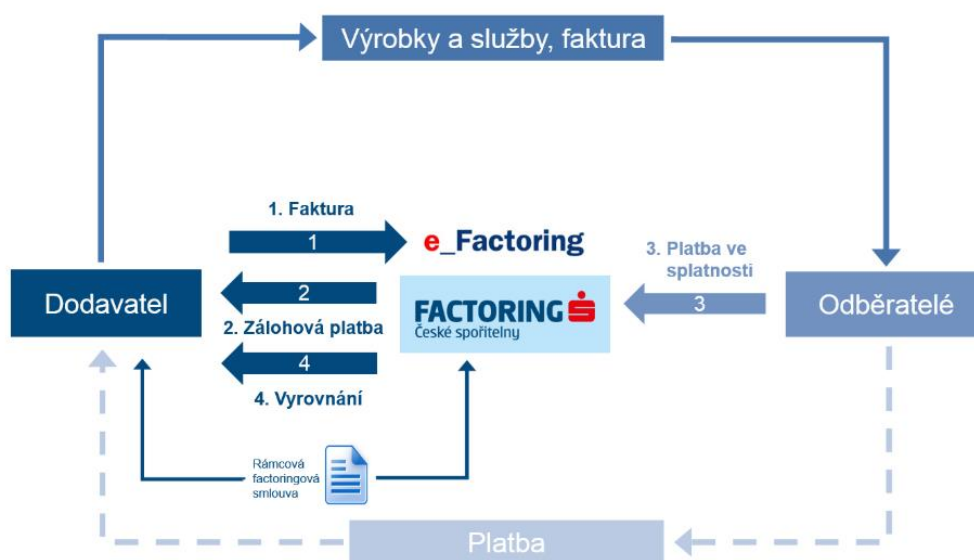 Výrobky a služby, faktura
1. Faktura
1
e_Factoring
3. Platba ve
splatnosti
Dodavatel
2
FACTORING
České spořitelny
3
Odběratelé
2. Zálohová platba
4
4. Vyrovnání
Rámcová
factoringová
smlouva
Platba